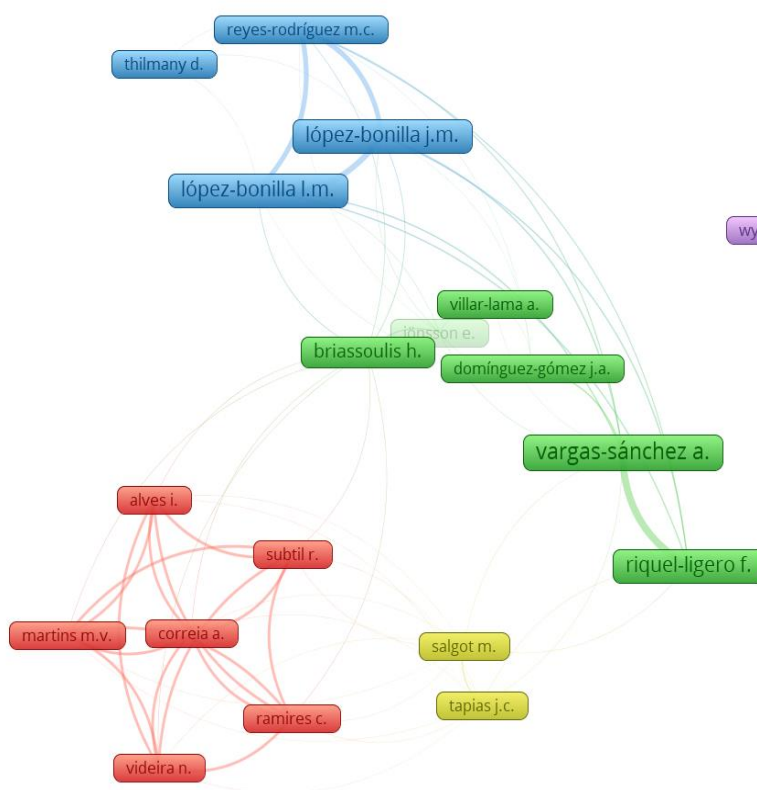 reyes-rodríguez m.c.
thilmany d.
lópez-bonilla j.m.
lópez-bonilla l.m.
wy
villar-lama a.
jönsson e.
briassoulis h.
domínguez-gómez j.a.
vargas-sánchez a.
alves i.
subtil r.
riquel-ligero f.
martins m.v.
correia a.
salgot m.
tapias j.c.
ramires c.
videira n.